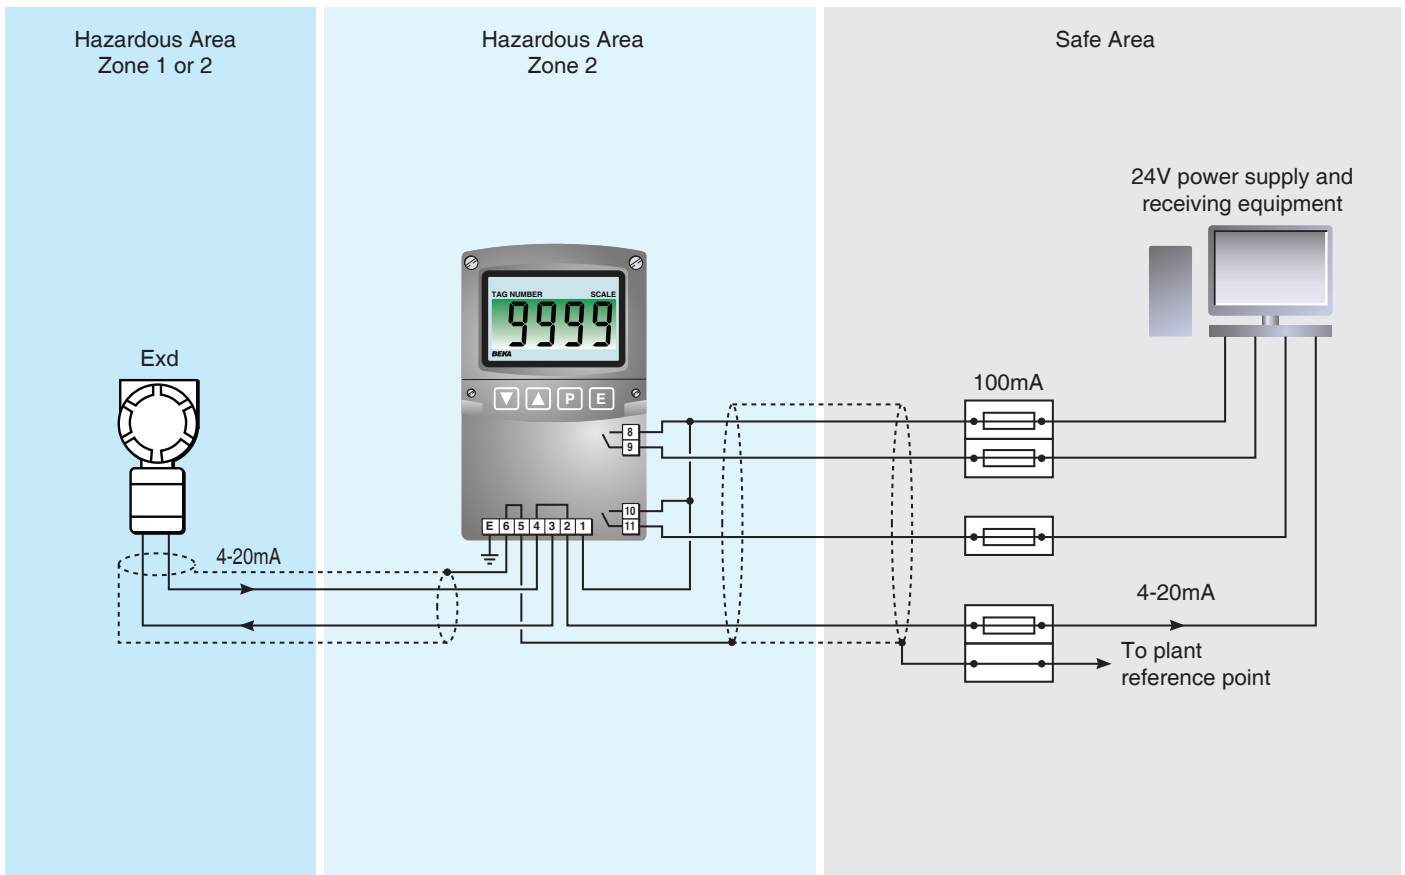 Hazardous Area
Zone 1 or 2
Hazardous Area
Zone 2
Safe Area
24V power supply and
receiving equipment
TAG NUMBER SCALE
9999
BEKA
Exd
P E
100mA
8
9
10
11
E 6 5 4 3 2 1
4-20mA
4-20mA
To plant
reference point